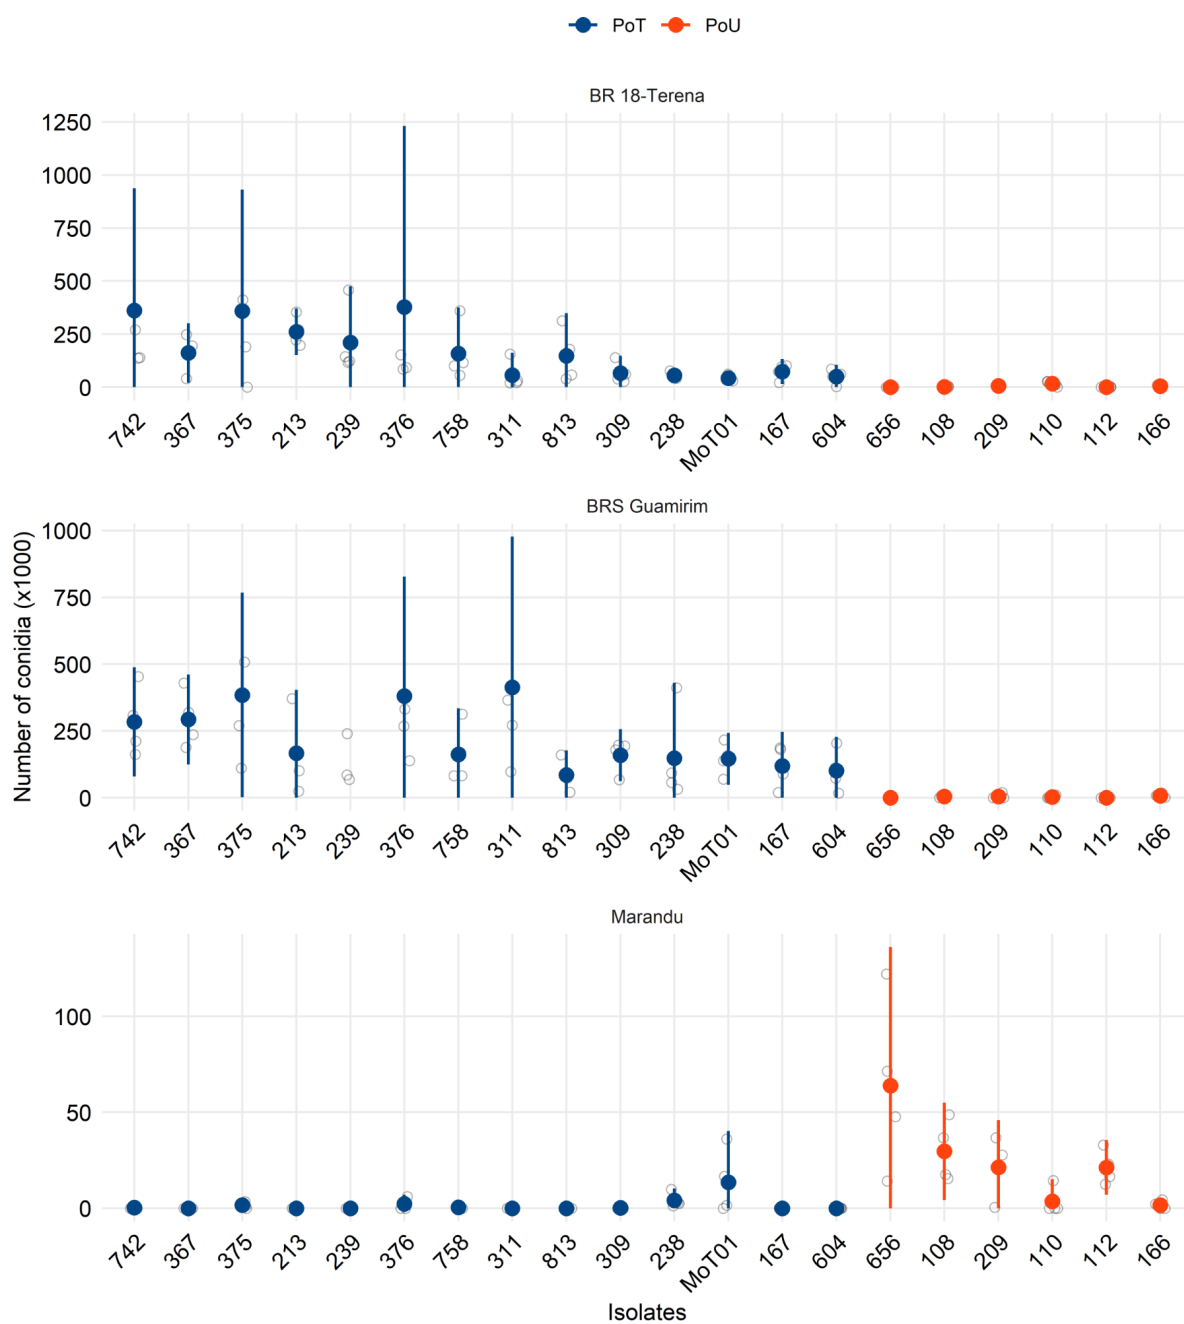 PoT PoU
BR 18-Terena
1250
1000
750
500
250
0
742 367 375 213 239 376 758 311 813 309 238 MoT01 167 604 656 108 209 110 112 166
BRS Guamirim
Number of conidia (x1000)
1000
750
500
250
0
742 367 375 213 239 376 758 311 813 309 238 MoT01 167 604 656 108 209 110 112 166
Marandu
100
50
0
742 367 375 213 239 376 758 311 813 309 238 MoT01 167 604 656 108 209 110 112 166
Isolates